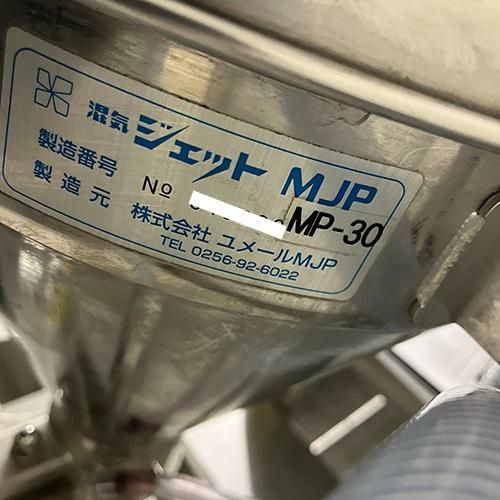 混気ジェット MJP
製造番号 № MP-30
製造元 株式会社 ユメールMJP
TEL 0256-92-6022